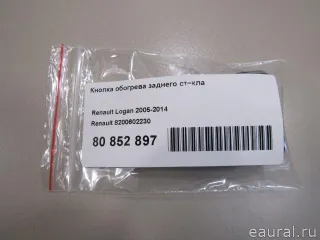 Кнопка обогрева заднего ст~кла
Renault Logan 2005-2014
Renault 8200602230
80 852 897
eaural.ru